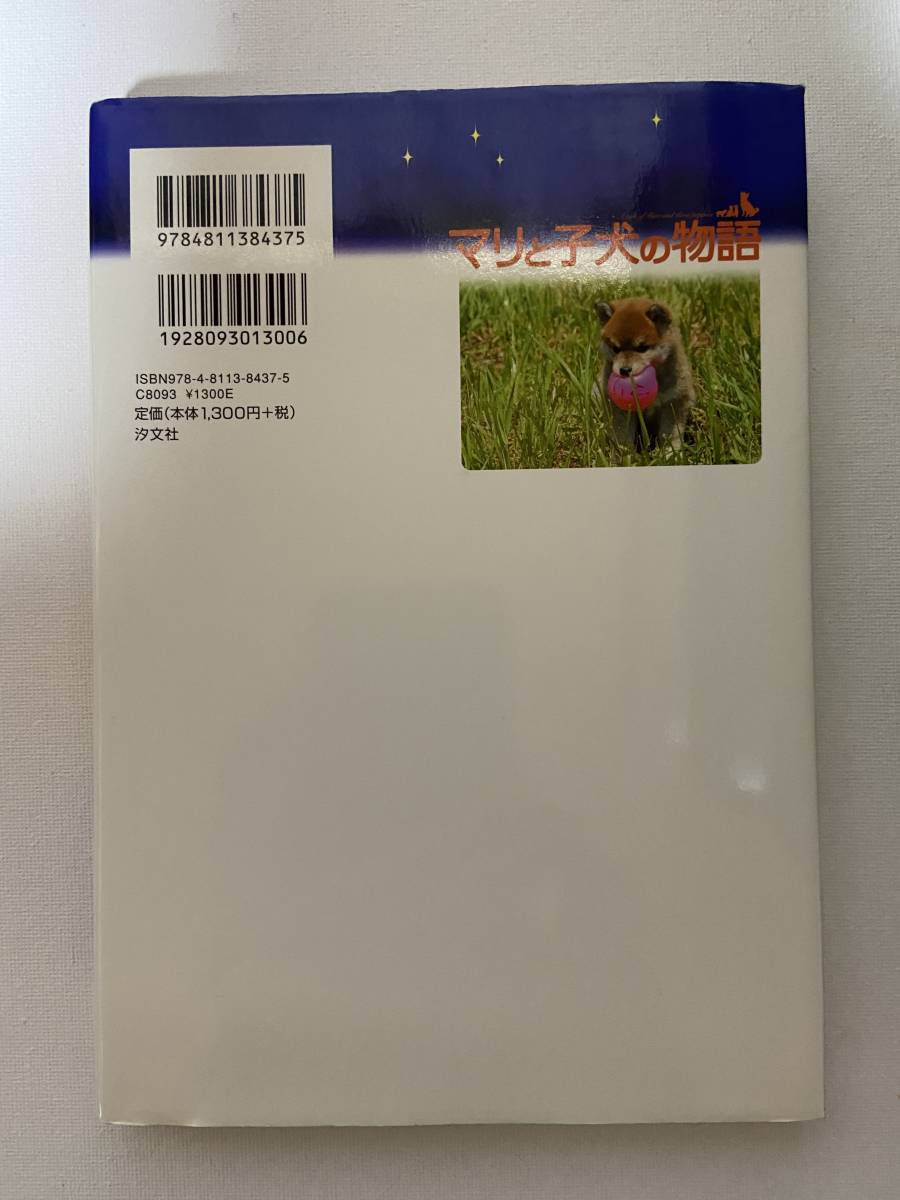 9784811384375
1928093013006
ISBN978-4-8113-8437-5
C8093 ¥1300E
定価(本体1,300円+税)
汐文社
マリと子犬の物語